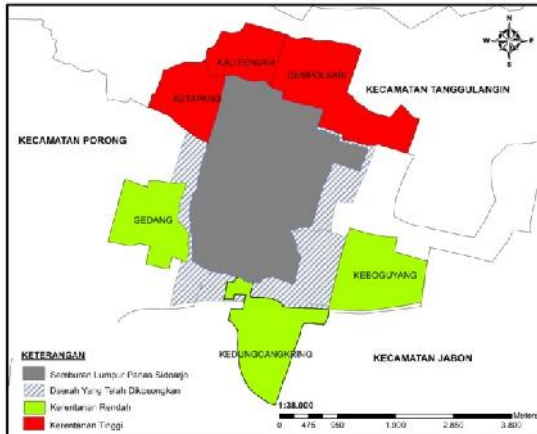 N
W E
S
KALITENGAH
GEMPOLSARI
KETAPANG
KECAMATAN TANGGULANGIN
KECAMATAN PORONG
GEDANG
KEBOGUYANG
KEDUNGCANGKRING
KECAMATAN JABON
KETERANGAN
Semburan Lumpur Panas Sidoarjo
Daerah Yang Telah Dikosongkan
Kerentanan Rendah
Kerentanan Tinggi
1:38.000
Meters
0 475 950 1.900 2.850 3.800